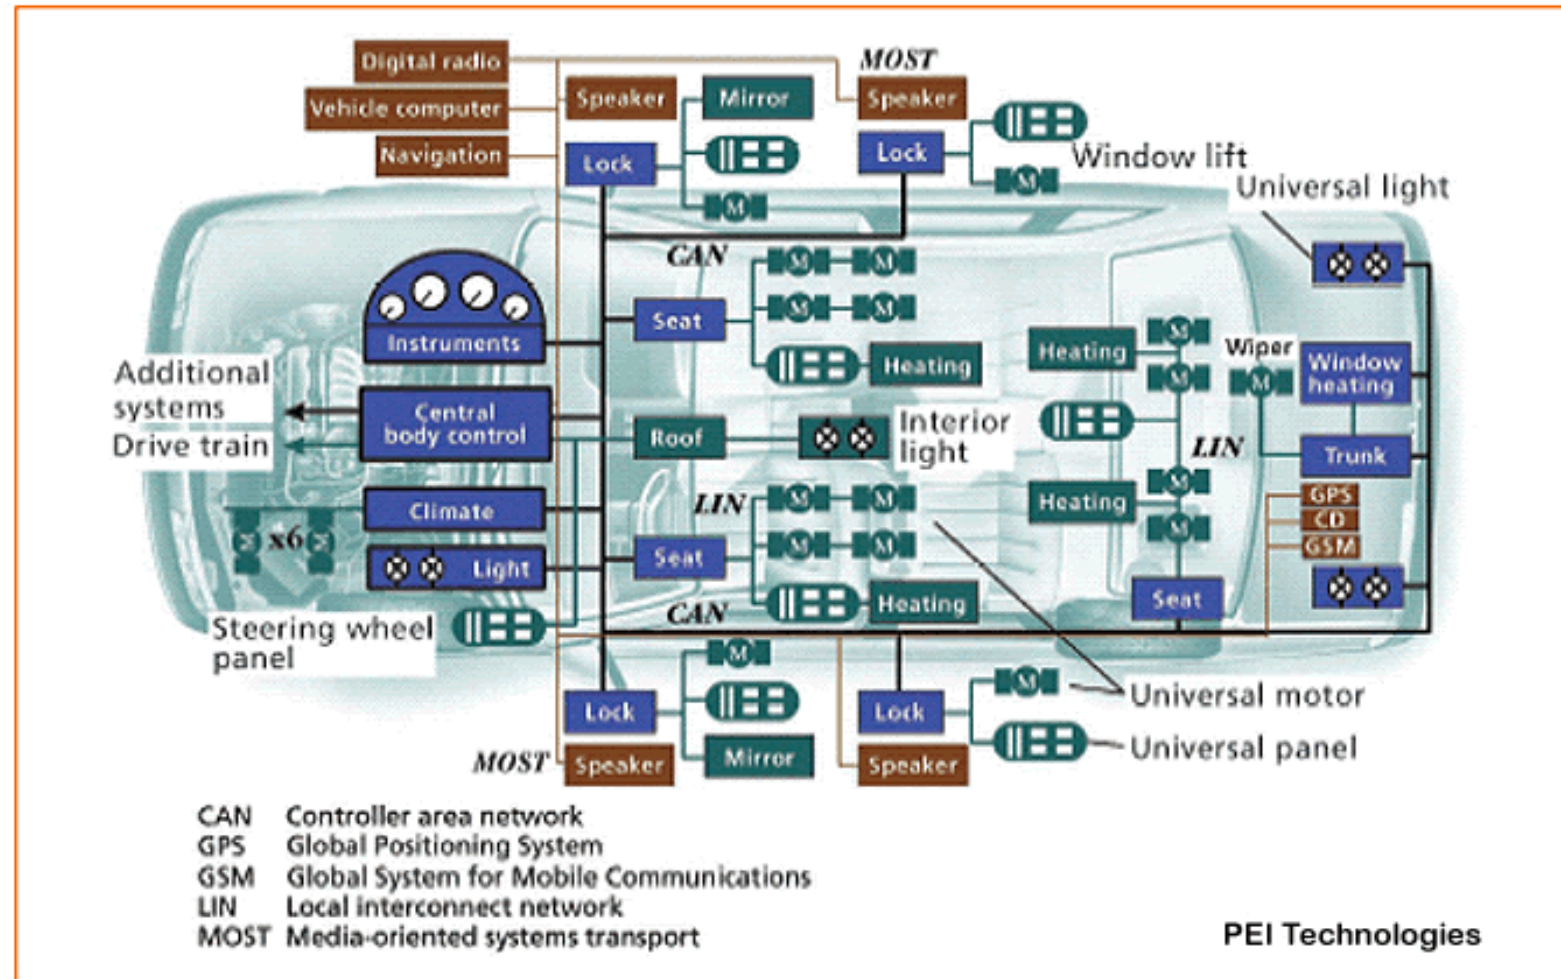 Digital radio
MOST
Vehicle computer
Speaker
Mirror
Speaker
Navigation
Lock
Lock
Window lift
M
M
Universal light
CAN
M
M
Instruments
Seat
M
M
Heating
Heating
M
M
Wiper
M
Window
heating
Additional
systems
Drive train
Central
body control
Roof
Interior
light
LIN
Trunk
Climate
x6
M
M
LIN
M
M
Heating
M
M
GPS
CD
GSM
Light
Seat
M
M
Heating
Seat
Steering wheel
panel
CAN
M
Lock
Lock
M
Universal motor
MOST
Speaker
Mirror
Speaker
Universal panel
CAN Controller area network
GPS Global Positioning System
GSM Global System for Mobile Communications
LIN Local interconnect network
MOST Media-oriented systems transport
PEI Technologies